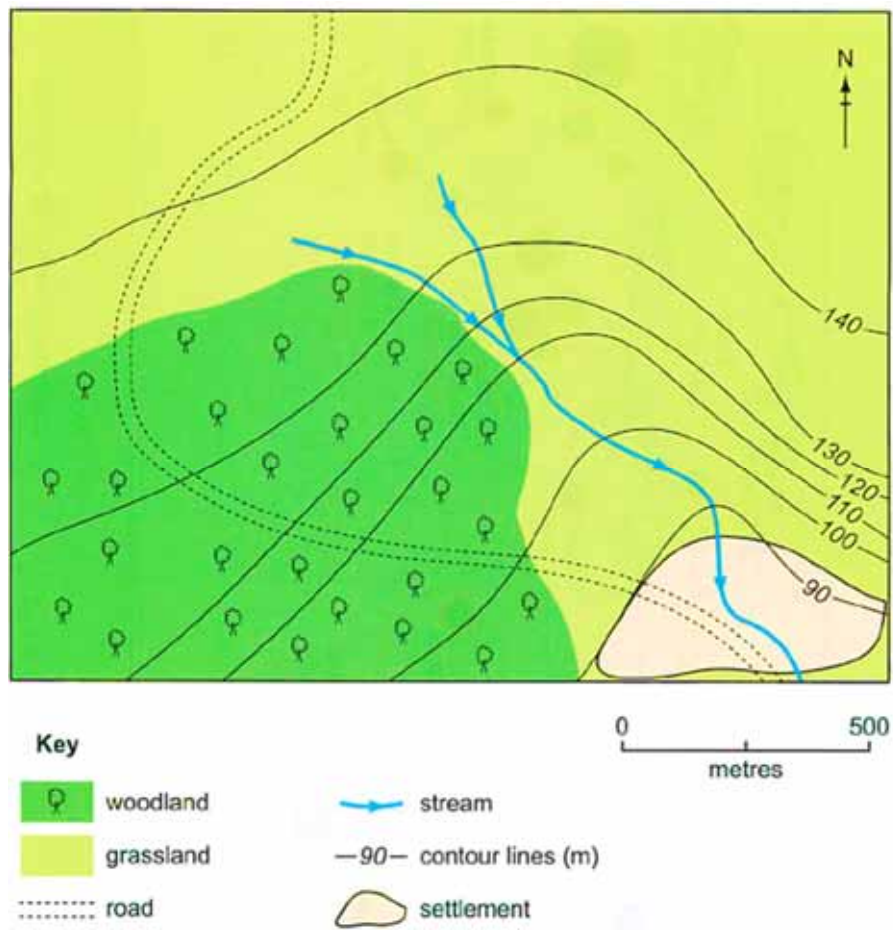 N
140
130
120
110
100
90
Key
0 500
metres
woodland
stream
grassland
—90— contour lines (m)
road
settlement